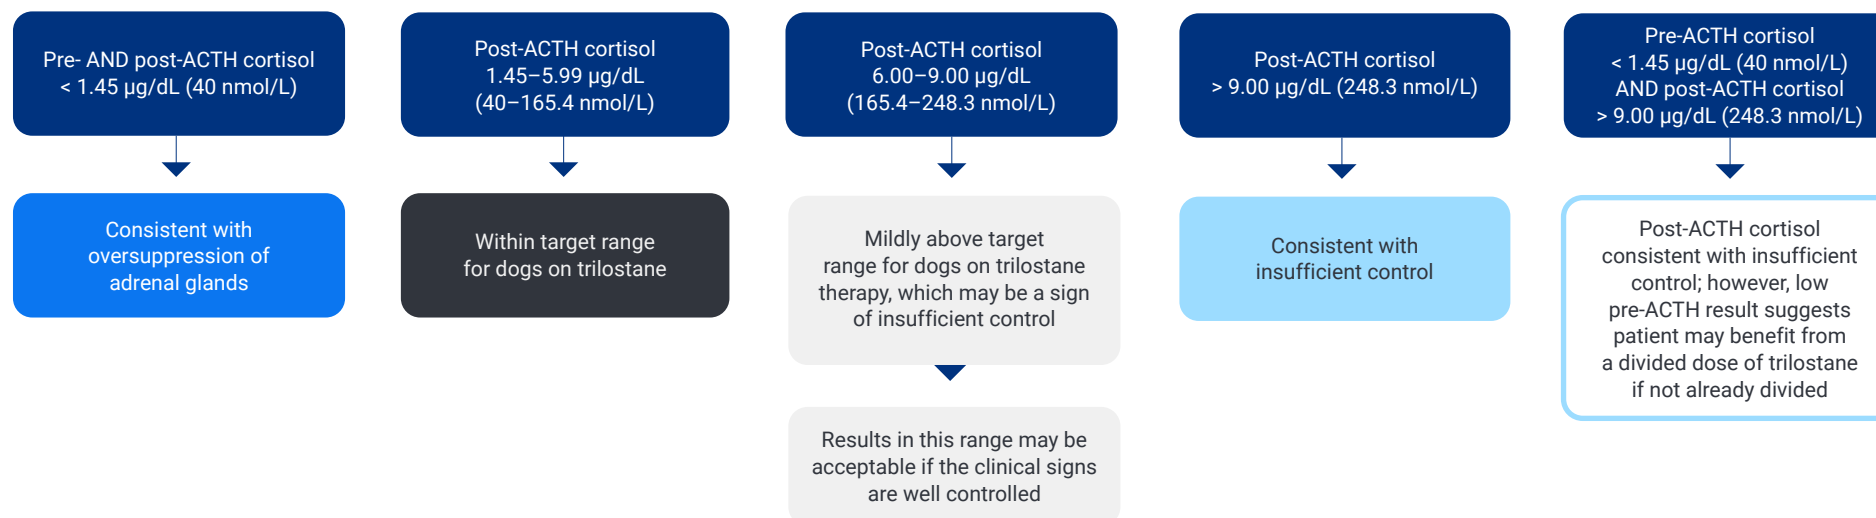 Pre- AND post-ACTH cortisol
< 1.45 µg/dL (40 nmol/L)
Consistent with
oversuppression of
adrenal glands
Post-ACTH cortisol
1.45–5.99 µg/dL
(40–165.4 nmol/L)
Within target range
for dogs on trilostane
Post-ACTH cortisol
6.00–9.00 µg/dL
(165.4–248.3 nmol/L)
Mildly above target
range for dogs on trilostane
therapy, which may be a sign
of insufficient control
Results in this range may be
acceptable if the clinical signs
are well controlled
Post-ACTH cortisol
> 9.00 µg/dL (248.3 nmol/L)
Consistent with
insufficient control
Pre-ACTH cortisol
< 1.45 µg/dL (40 nmol/L)
AND post-ACTH cortisol
> 9.00 µg/dL (248.3 nmol/L)
Post-ACTH cortisol
consistent with insufficient
control; however, low
pre-ACTH result suggests
patient may benefit from
a divided dose of trilostane
if not already divided